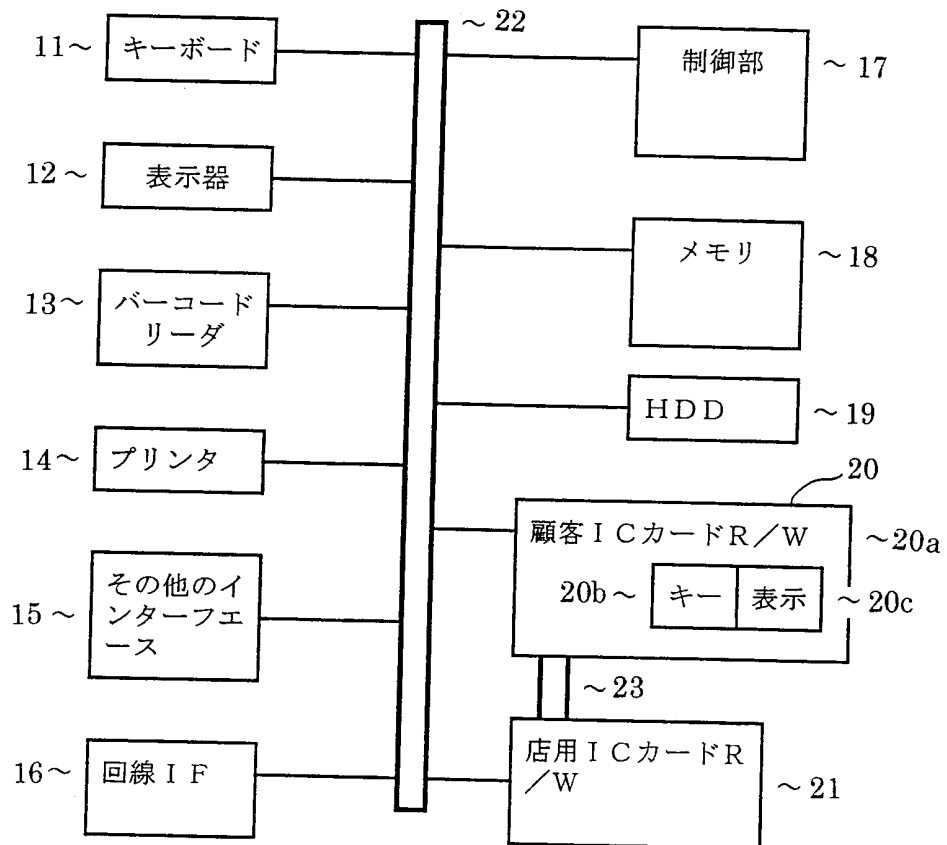 11～ キーボード
12～ 表示器
13～ バーコード
リーダ
14～ プリンタ
15～ その他のイ
ンターフエ
ース
16～ 回線ＩＦ
～22
制御部 ～17
メモリ ～18
ＨＤＤ ～19
20
顧客ＩＣカードＲ／Ｗ ～20a
20b～ キー 表示 ～20c
～23
店用ＩＣカードＲ
／Ｗ
～21